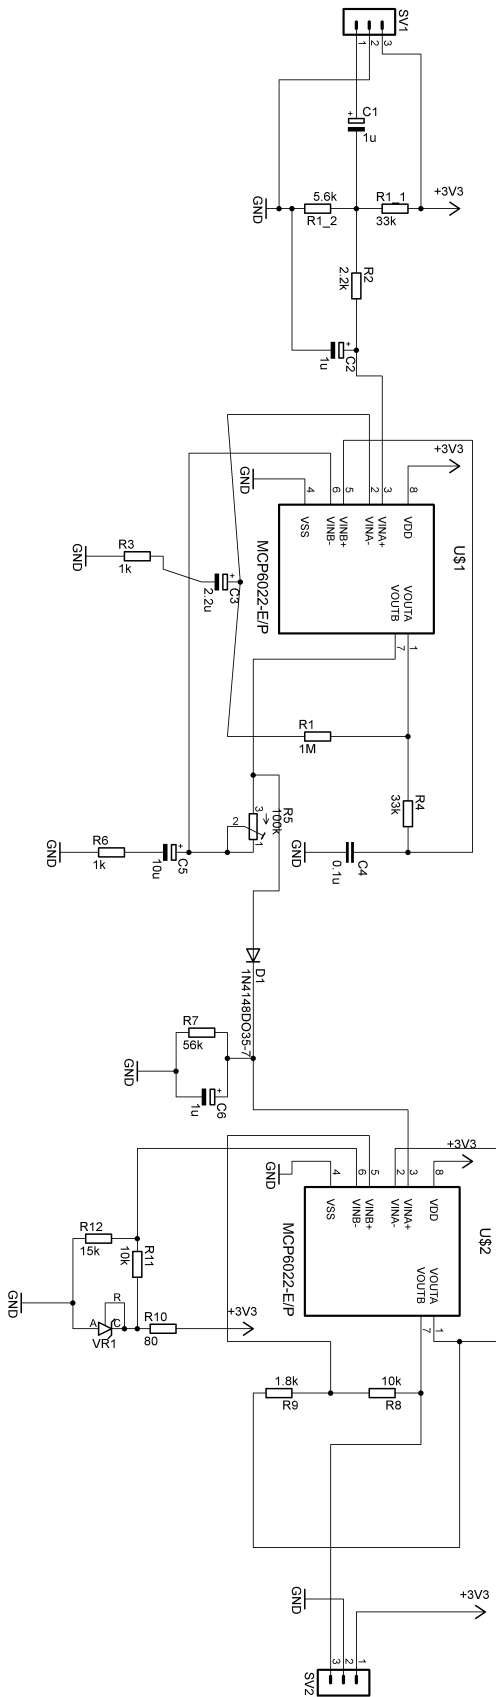 SV1
1
2
3
C1
+
1u
+3V3
R1_1
33k
5.6k
R1_2
GND
R2
2.2k
C2
+
1u
+3V3
8
3
2
5
6
4
GND
VDD
VINA+
VINA-
VINB+
VINB-
VSS
U$1
MCP6022-E/P
VOUTA
VOUTB
1
7
R3
1k
GND
C3
+
2.2u
R1
1M
R4
33k
C4
0.1u
GND
R5
100k
3
2
1
C5
+
10u
R6
1k
GND
D1
1N4148DO35-7
R7
56k
C6
+
1u
GND
+3V3
8
3
2
5
6
4
GND
VDD
VINA+
VINA-
VINB+
VINB-
VSS
U$2
MCP6022-E/P
VOUTA
VOUTB
1
7
R12
15k
R11
10k
GND
R
A
C
VR1
R10
80
+3V3
1.8k
R9
10k
R8
+3V3
GND
3
2
1
SV2